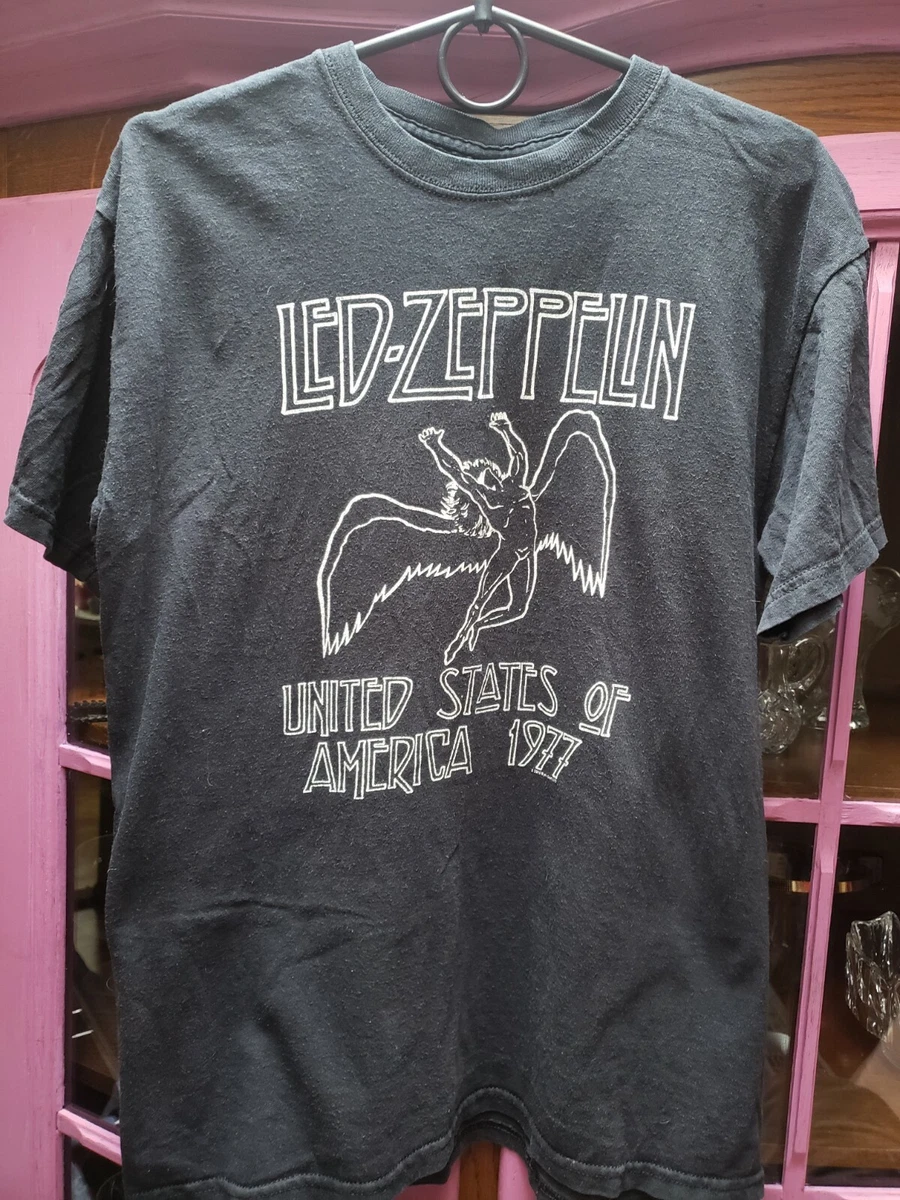 LED-ZEPPELIN
UNITED STATES OF
AMERICA 1977